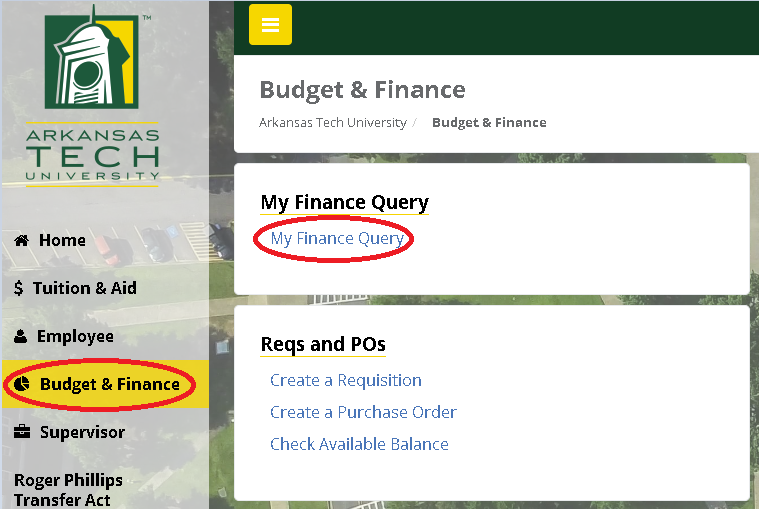 ARKANSAS
TECH
UNIVERSITY
Home
$ Tuition & Aid
Employee
Budget & Finance
Supervisor
Roger Phillips
Transfer Act
Budget & Finance
Arkansas Tech University / Budget & Finance
My Finance Query
My Finance Query
Reqs and POs
Create a Requisition
Create a Purchase Order
Check Available Balance